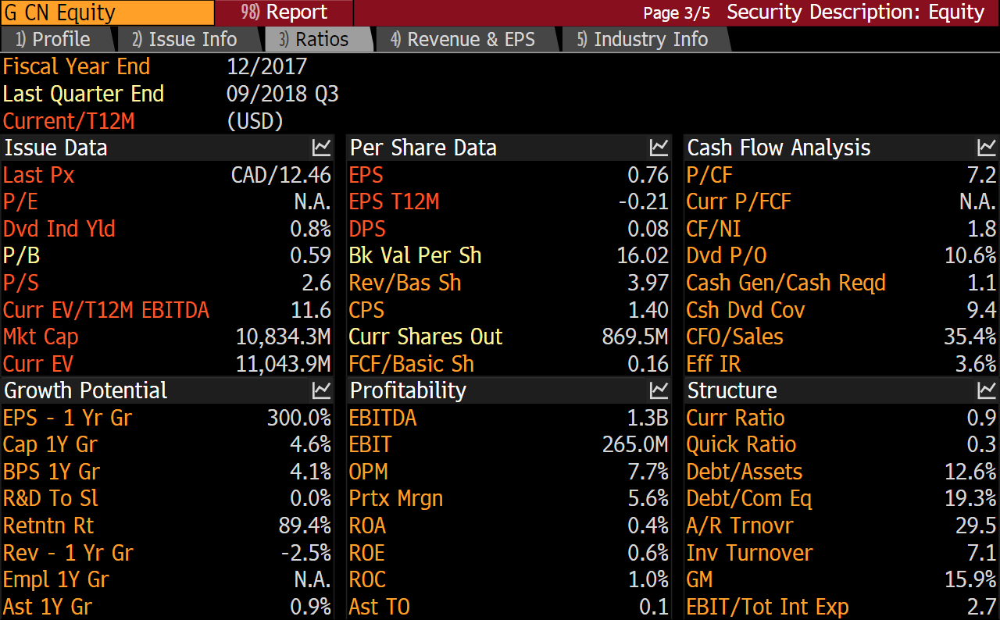 G CN Equity 98) Report Page 3/5 Security Description: Equity
1) Profile 2) Issue Info 3) Ratios 4) Revenue & EPS 5) Industry Info
Fiscal Year End 12/2017
Last Quarter End 09/2018 Q3
Current/T12M (USD)
Issue Data
Last Px CAD/12.46
P/E N.A.
Dvd Ind Yld 0.8%
P/B 0.59
P/S 2.6
Curr EV/T12M EBITDA 11.6
Mkt Cap 10,834.3M
Curr EV 11,043.9M
Per Share Data
EPS 0.76
EPS T12M -0.21
DPS 0.08
Bk Val Per Sh 16.02
Rev/Bas Sh 3.97
CPS 1.40
Curr Shares Out 869.5M
FCF/Basic Sh 0.16
Cash Flow Analysis
P/CF 7.2
Curr P/FCF N.A.
CF/NI 1.8
Dvd P/O 10.6%
Cash Gen/Cash Reqd 1.1
Csh Dvd Cov 9.4
CFO/Sales 35.4%
Eff IR 3.6%
Growth Potential
EPS - 1 Yr Gr 300.0%
Cap 1Y Gr 4.6%
BPS 1Y Gr 4.1%
R&D To Sl 0.0%
Retntn Rt 89.4%
Rev - 1 Yr Gr -2.5%
Empl 1Y Gr N.A.
Ast 1Y Gr 0.9%
Profitability
EBITDA 1.3B
EBIT 265.0M
OPM 7.7%
Prtx Mrgn 5.6%
ROA 0.4%
ROE 0.6%
ROC 1.0%
Ast TO 0.1
Structure
Curr Ratio 0.9
Quick Ratio 0.3
Debt/Assets 12.6%
Debt/Com Eq 19.3%
A/R Trnovr 29.5
Inv Turnover 7.1
GM 15.9%
EBIT/Tot Int Exp 2.7